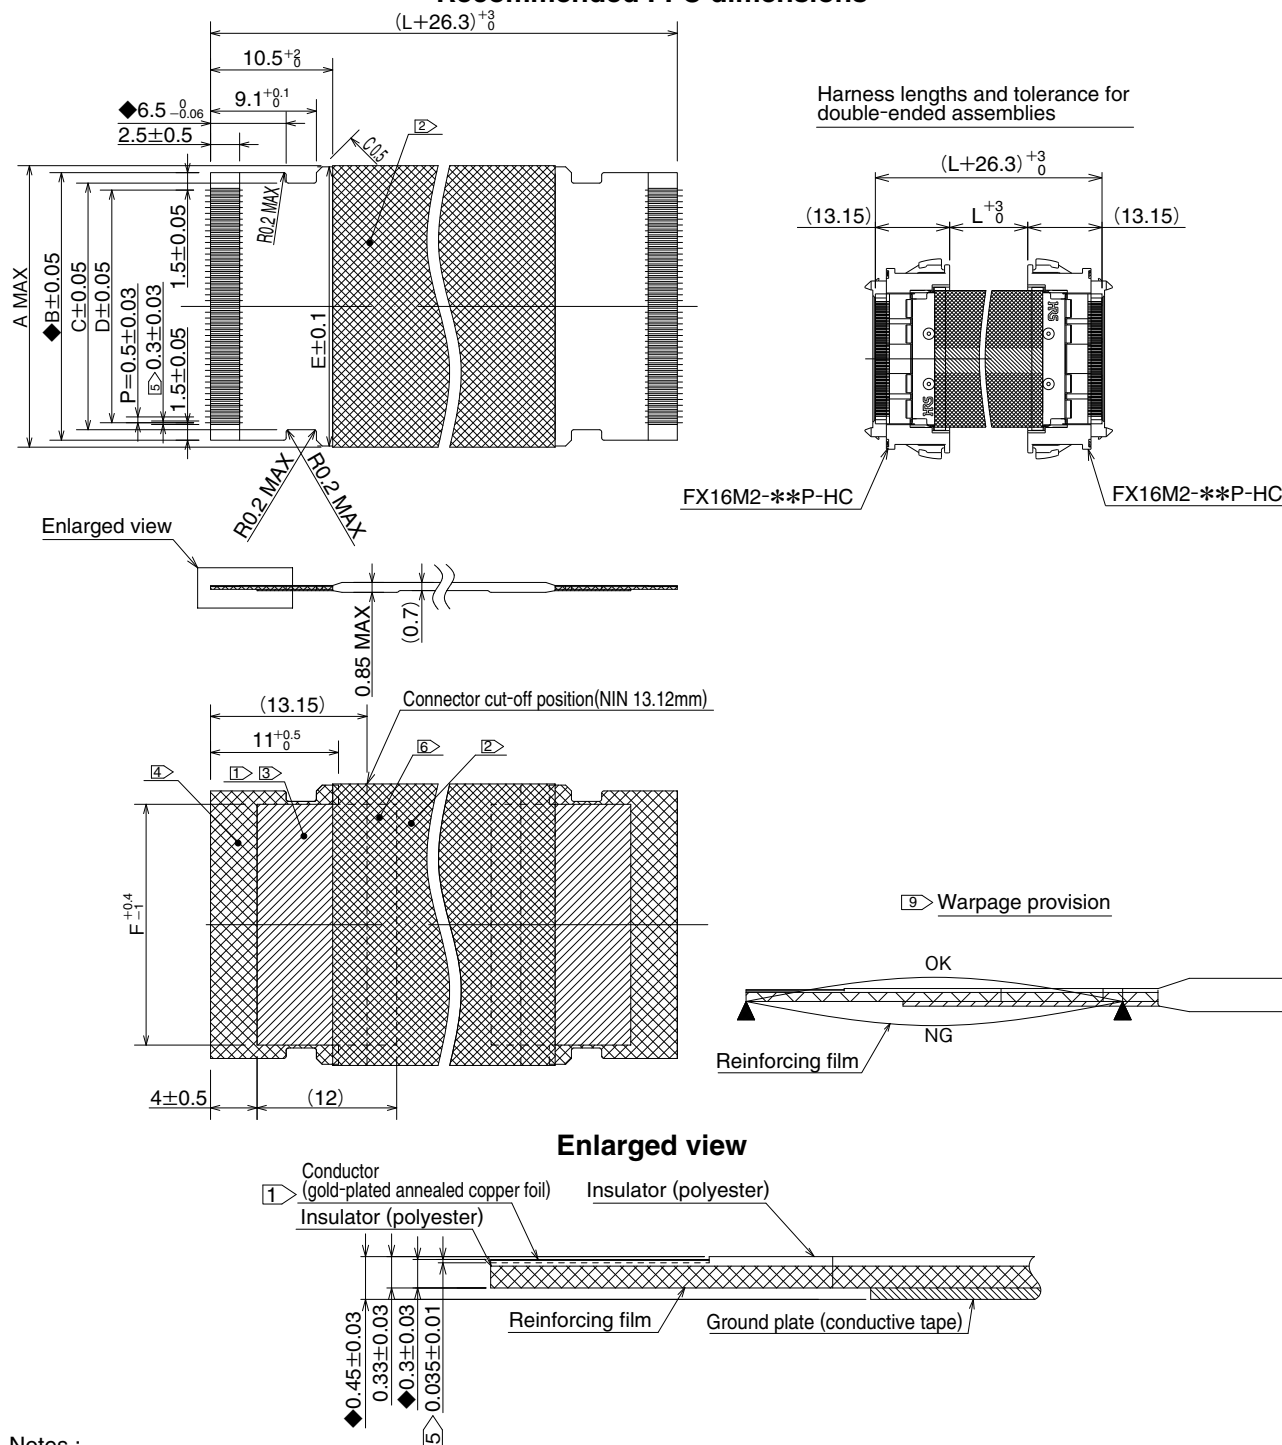 (L+26.3) +3 0
10.5 +2 0
9.1 +0.1 0
◆6.5 0 -0.06
2.5±0.5
C0.5
2
R0.2 MAX
A MAX
◆B±0.05
C±0.05
D±0.05
P=0.5±0.03
5 0.3±0.03
1.5±0.05
1.5±0.05
E±0.1
R0.2 MAX
R0.2 MAX
Harness lengths and tolerance for
double-ended assemblies
(L+26.3) +3 0
(13.15)
L +3 0
(13.15)
HRS
HRS
FX16M2-**P-HC
FX16M2-**P-HC
Enlarged view
0.85 MAX
(0.7)
(13.15)
Connector cut-off position(NIN 13.12mm)
11 +0.5 0
4
1
3
6
2
F +0.4 -1
4±0.5
(12)
9 Warpage provision
OK
NG
Reinforcing film
Enlarged view
Conductor
1 (gold-plated annealed copper foil)
Insulator (polyester)
Insulator (polyester)
Reinforcing film
Ground plate (conductive tape)
◆0.45±0.03
0.33±0.03
◆0.3±0.03
5 0.035±0.01